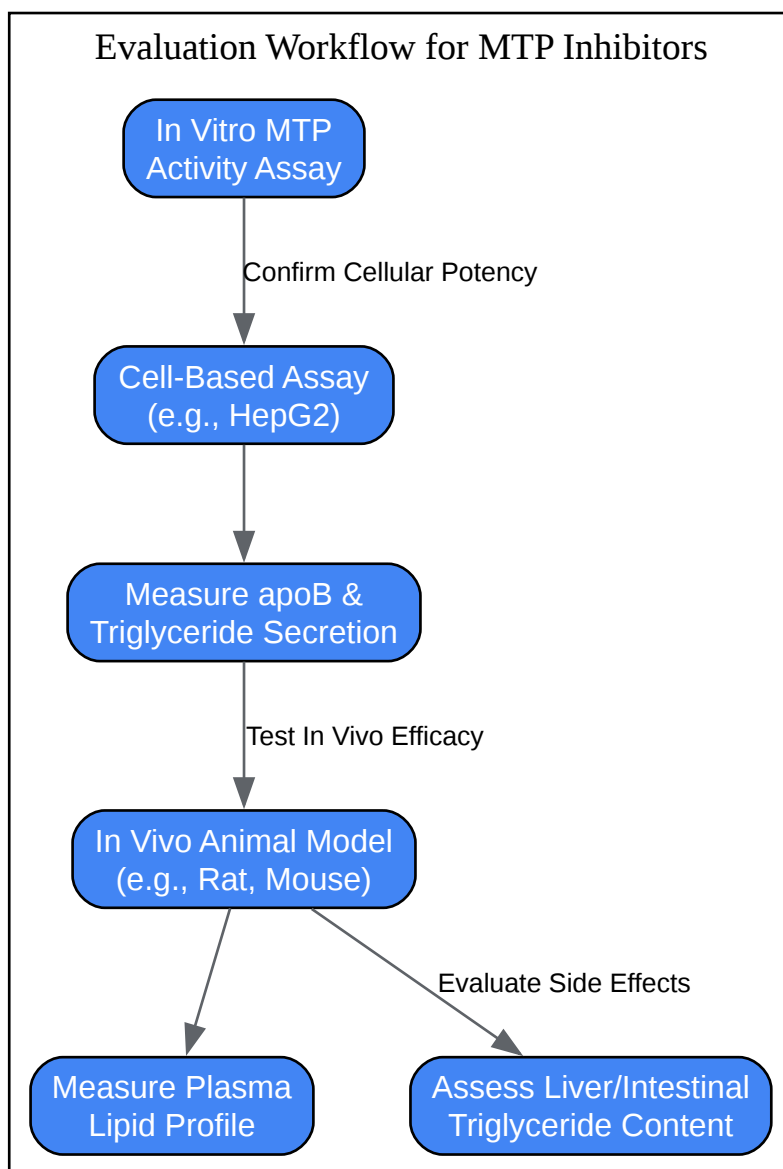 Evaluation Workflow for MTP Inhibitors
In Vitro MTP
Activity Assay
Confirm Cellular Potency
Cell-Based Assay
(e.g., HepG2)
Measure apoB &
Triglyceride Secretion
Test In Vivo Efficacy
In Vivo Animal Model
(e.g., Rat, Mouse)
Evaluate Side Effects
Measure Plasma
Lipid Profile
Assess Liver/Intestinal
Triglyceride Content